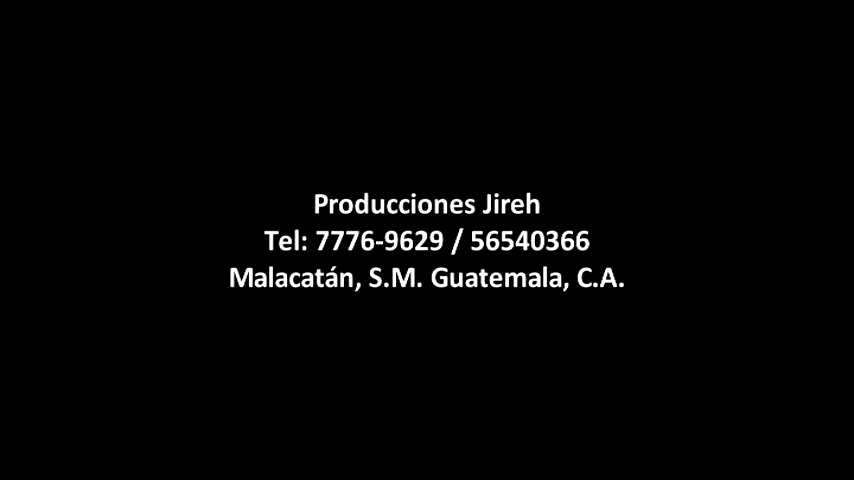 Producciones Jireh
Tel: 7776-9629 / 56540366
Malacatán, S.M. Guatemala, C.A.